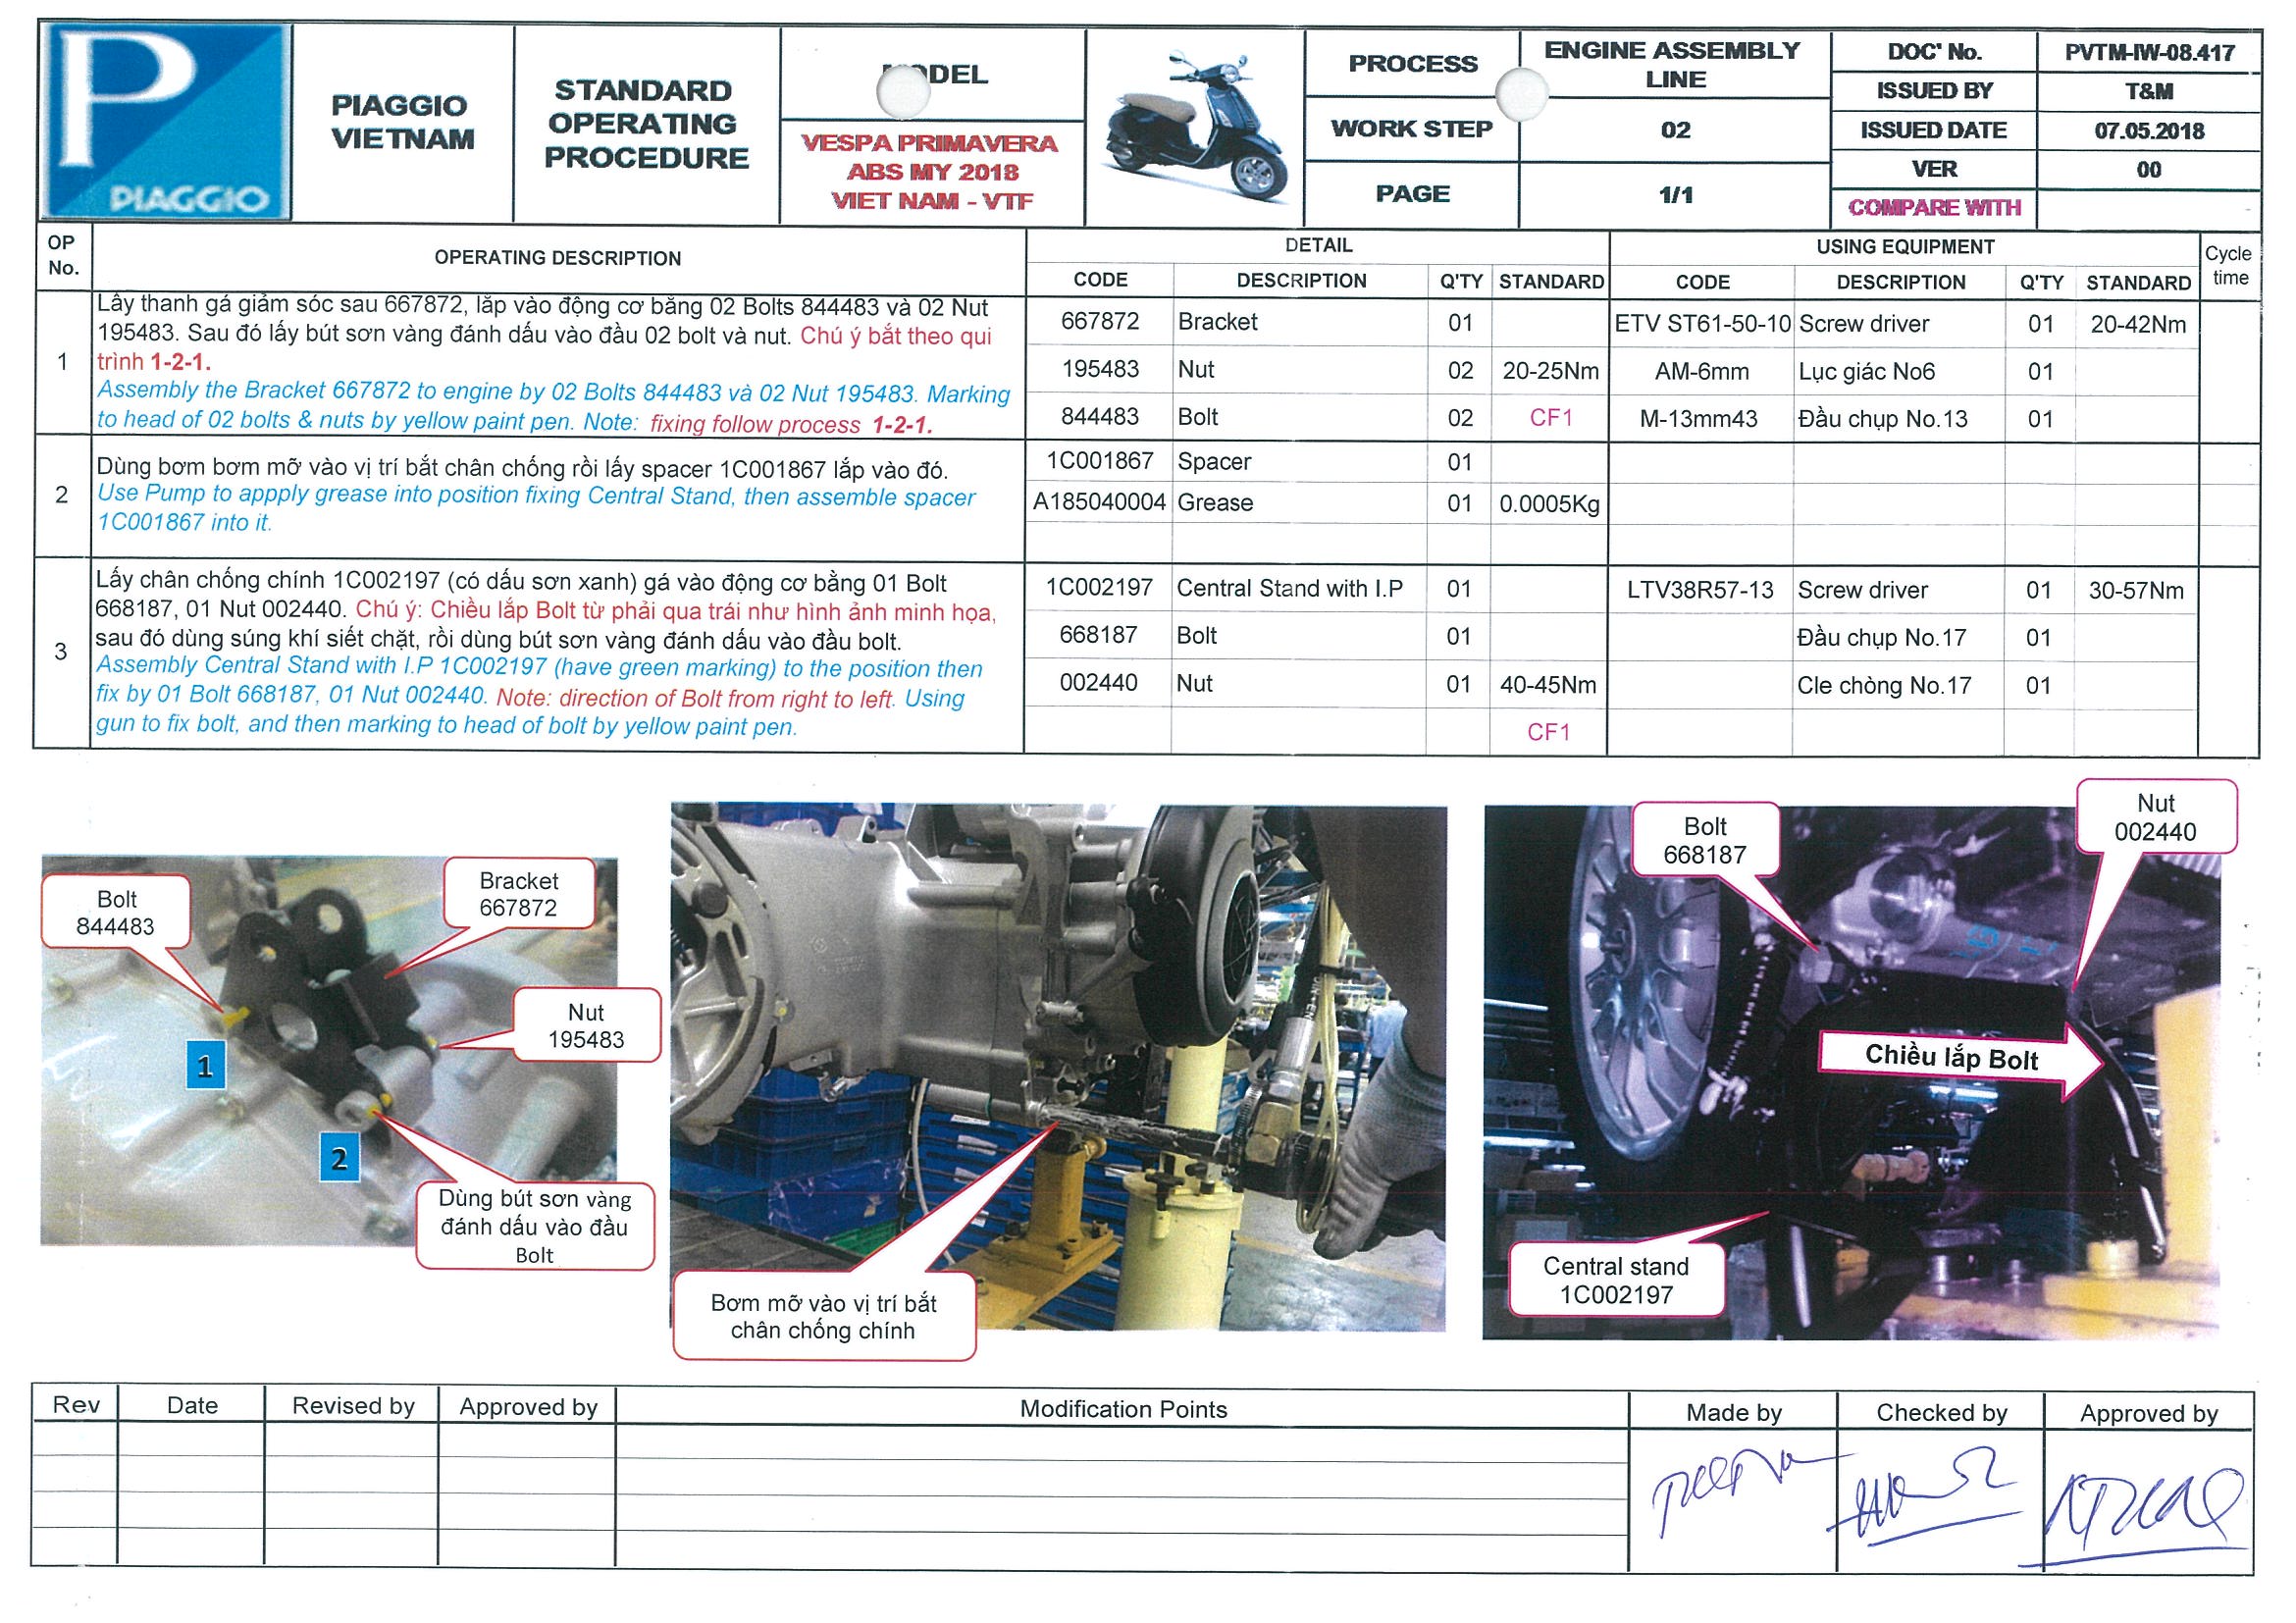 PIAGGIO
PIAGGIO
VIETNAM
STANDARD
OPERATING
PROCEDURE
VESPA PRIMAVERA
ABS MY 2018
VIET NAM - VTF
PROCESS
ENGINE ASSEMBLY
LINE
WORK STEP
02
PAGE
1/1
DOC' No.
PVTM-IW-08.417
ISSUED BY
T&M
ISSUED DATE
07.05.2018
VER
00
COMPARE WITH
OP
No.
OPERATING DESCRIPTION
DETAIL
USING EQUIPMENT
Cycle
time
CODE DESCRIPTION Q'TY STANDARD CODE DESCRIPTION Q'TY STANDARD
1
Lây thanh gá giảm sóc sau 667872, lắp vào động cơ băng 02 Bolts 844483 và 02 Nut
195483. Sau đó lấy bút sơn vàng đánh dấu vào đầu 02 bolt và nut. Chú ý bắt theo qui
trình 1-2-1.
Assembly the Bracket 667872 to engine by 02 Bolts 844483 và 02 Nut 195483. Marking
to head of 02 bolts & nuts by yellow paint pen. Note: fixing follow process 1-2-1.
667872 Bracket 01 ETV ST61-50-10 Screw driver 01 20-42Nm
195483 Nut 02 20-25Nm AM-6mm Lục giác No6 01
844483 Bolt 02 CF1 M-13mm43 Đầu chụp No.13 01
2
Dùng bơm bơm mỡ vào vị trí bắt chân chống rồi lấy spacer 1C001867 lắp vào đó.
Use Pump to appply grease into position fixing Central Stand, then assemble spacer
1C001867 into it.
1C001867 Spacer 01
A185040004 Grease 01 0.0005Kg
3
Lấy chân chống chính 1C002197 (có dấu sơn xanh) gá vào động cơ bằng 01 Bolt
668187, 01 Nut 002440. Chú ý: Chiều lắp Bolt từ phải qua trái như hình ảnh minh họa,
sau đó dùng súng khí siết chặt, rồi dùng bút sơn vàng đánh dấu vào đầu bolt.
Assembly Central Stand with I.P 1C002197 (have green marking) to the position then
fix by 01 Bolt 668187, 01 Nut 002440. Note: direction of Bolt from right to left. Using
gun to fix bolt, and then marking to head of bolt by yellow paint pen.
1C002197 Central Stand with I.P 01 LTV38R57-13 Screw driver 01 30-57Nm
668187 Bolt 01 Đầu chụp No.17 01
002440 Nut 01 40-45Nm Cle chòng No.17 01
CF1
Bolt
844483
Bracket
667872
Nut
195483
1
2
Dùng bút sơn vàng
đánh dấu vào đầu
Bolt
Bơm mỡ vào vị trí bắt
chân chống chính
Bolt
668187
Nut
002440
Chiều lắp Bolt
Central stand
1C002197
Rev Date Revised by Approved by Modification Points Made by Checked by Approved by